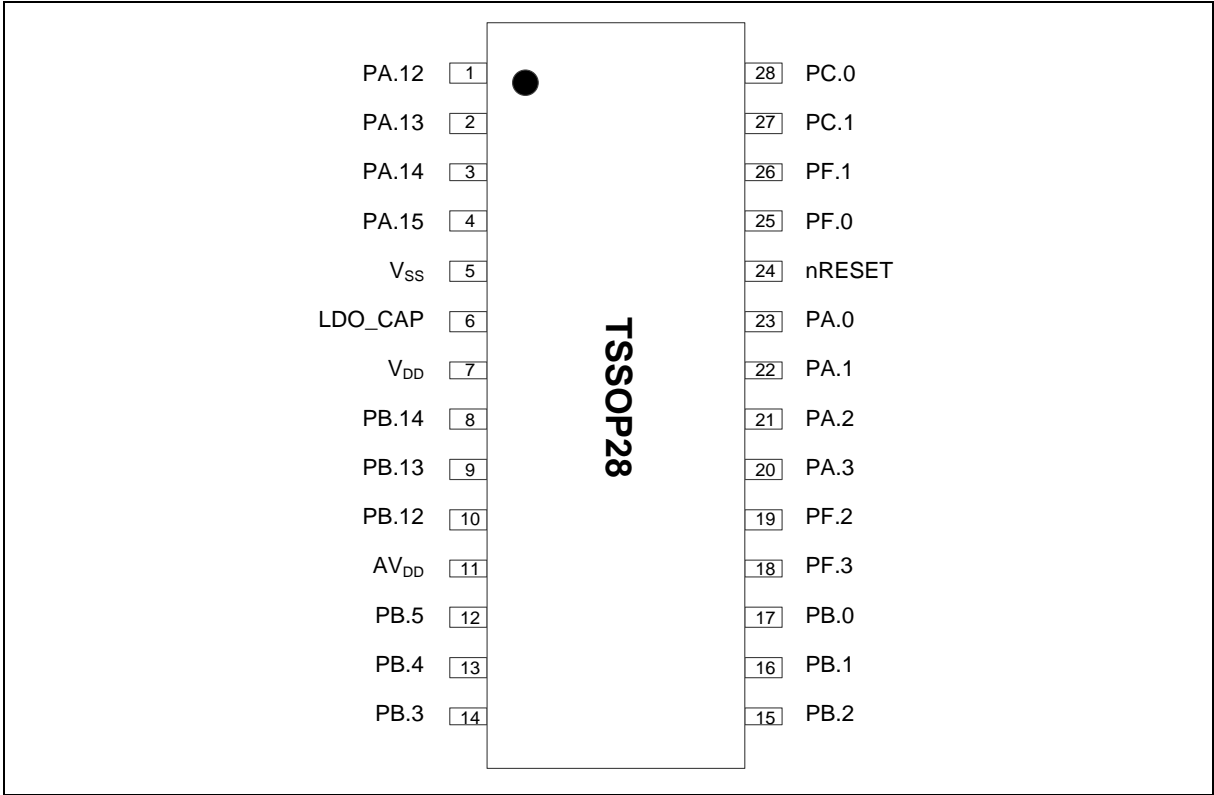 PA.12 1 28 PC.0
PA.13 2 27 PC.1
PA.14 3 26 PF.1
PA.15 4 25 PF.0
VSS 5 24 nRESET
LDO_CAP 6 23 PA.0
VDD 7 22 PA.1
PB.14 8 21 PA.2
PB.13 9 20 PA.3
PB.12 10 19 PF.2
AVDD 11 18 PF.3
PB.5 12 17 PB.0
PB.4 13 16 PB.1
PB.3 14 15 PB.2
TSSOP28